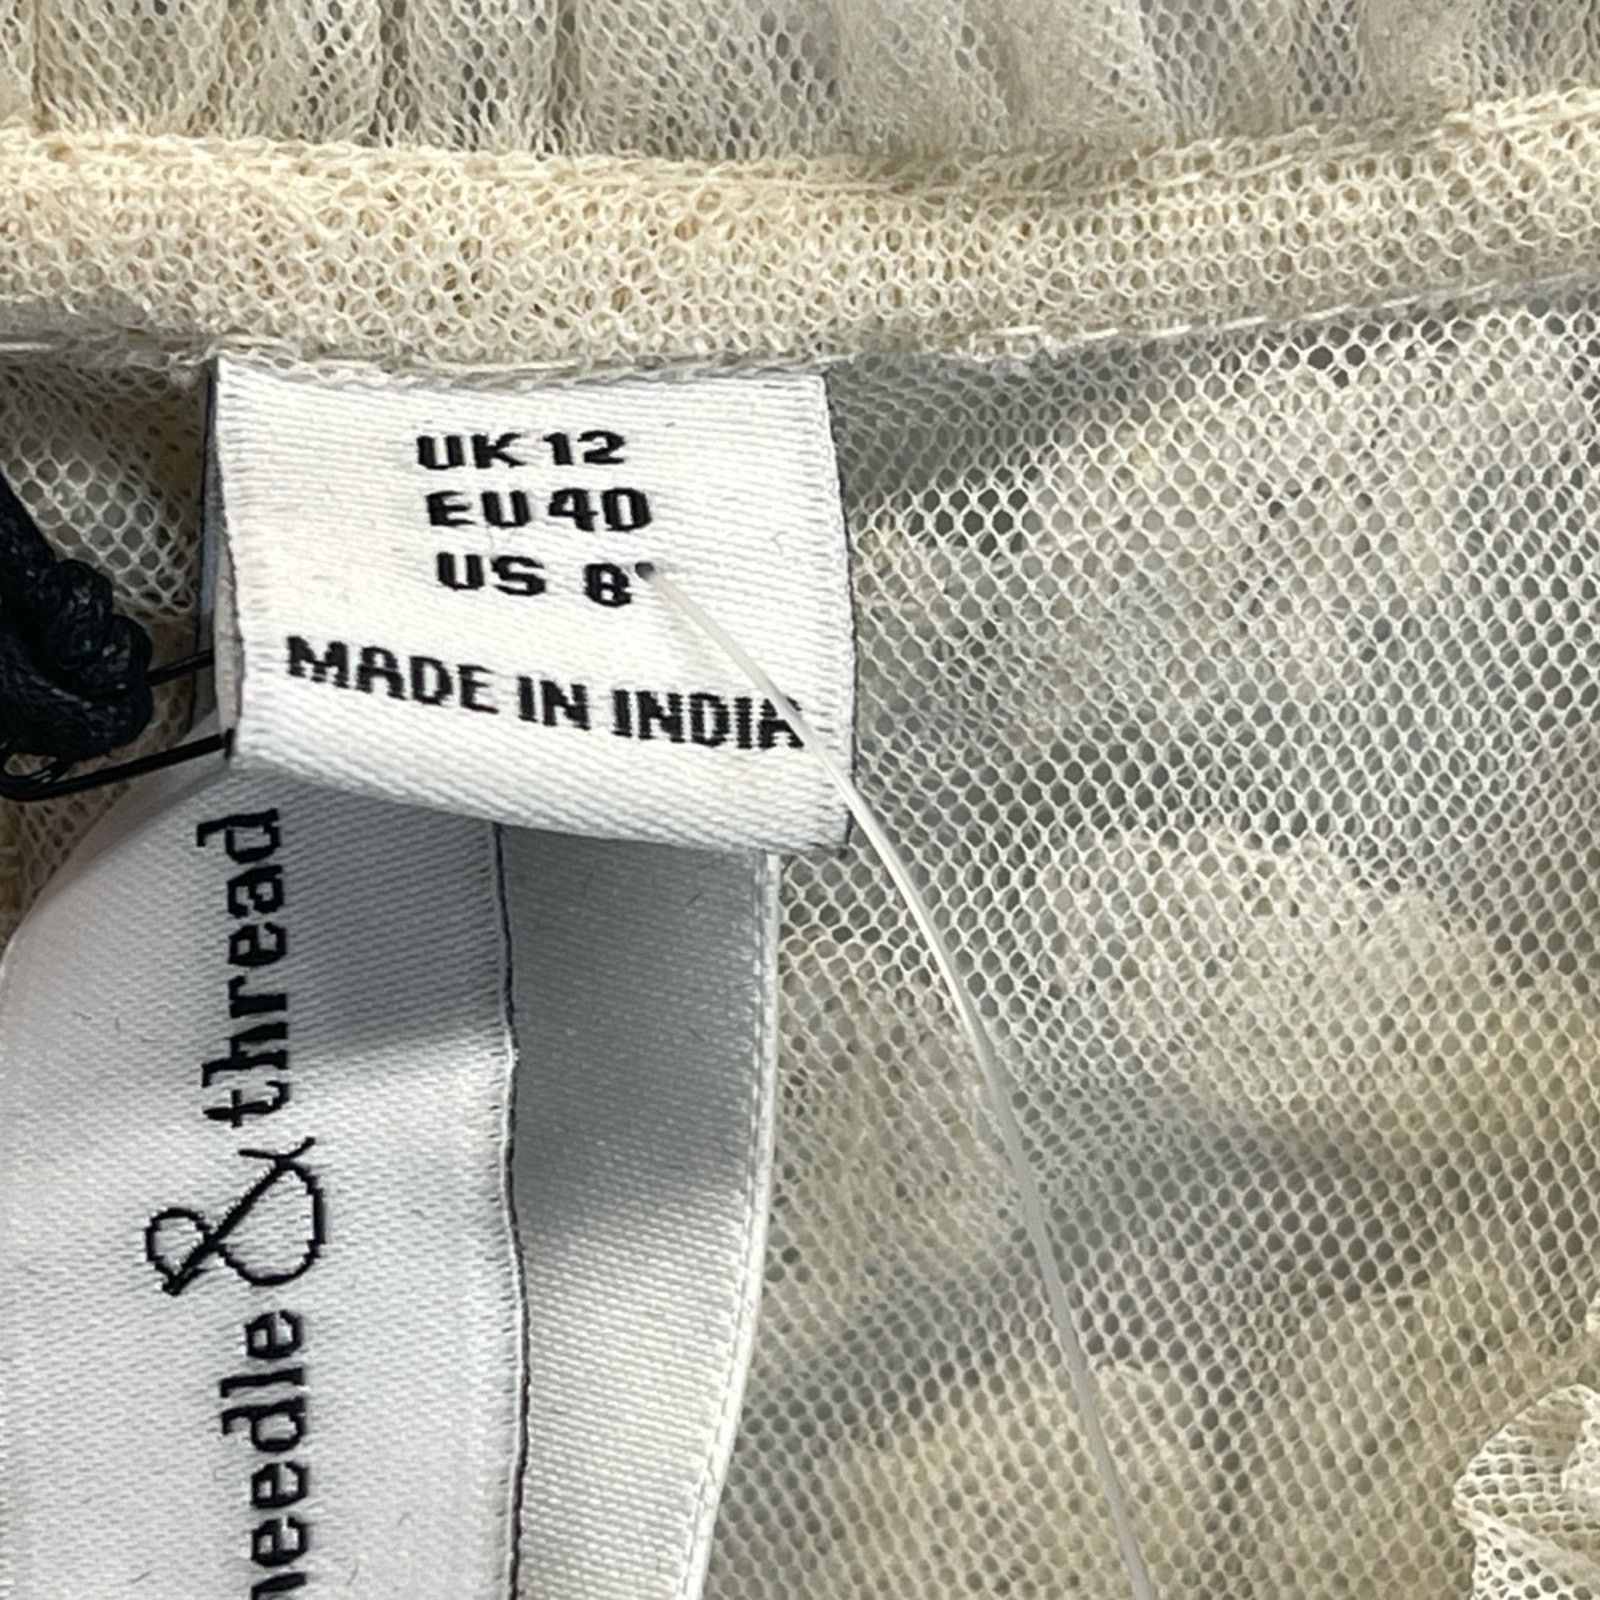 UK 12
EU 40
US 8
MADE IN INDIA
needle & thread